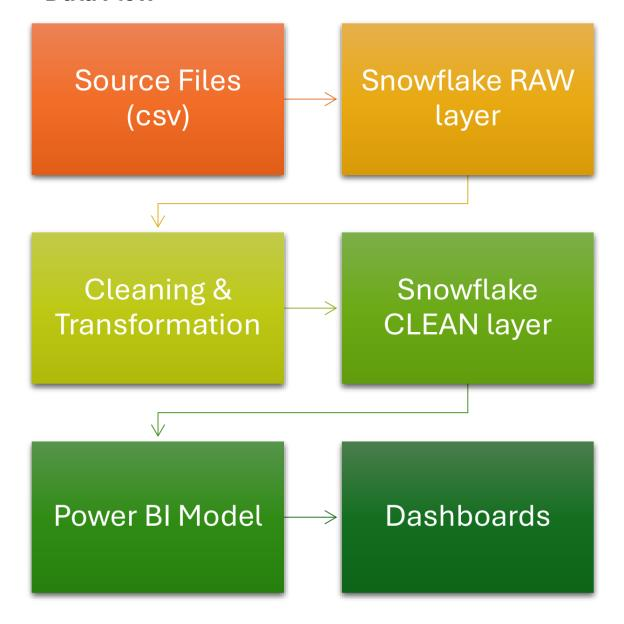 Source Files
(csv)
Snowflake RAW
layer
Cleaning &
Transformation
Snowflake
CLEAN layer
Power BI Model
Dashboards